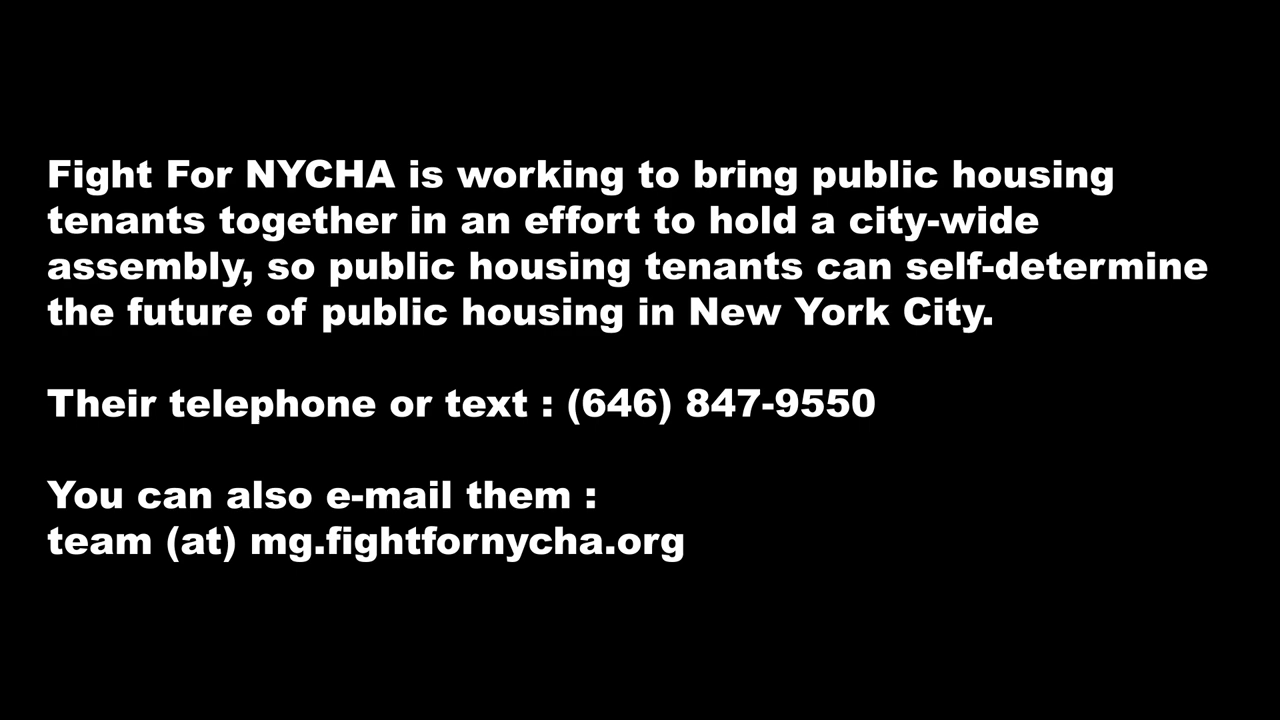 Fight For NYCHA is working to bring public housing
tenants together in an effort to hold a city-wide
assembly, so public housing tenants can self-determine
the future of public housing in New York City.
Their telephone or text : (646) 847-9550
You can also e-mail them :
team (at) mg.fightfornycha.org